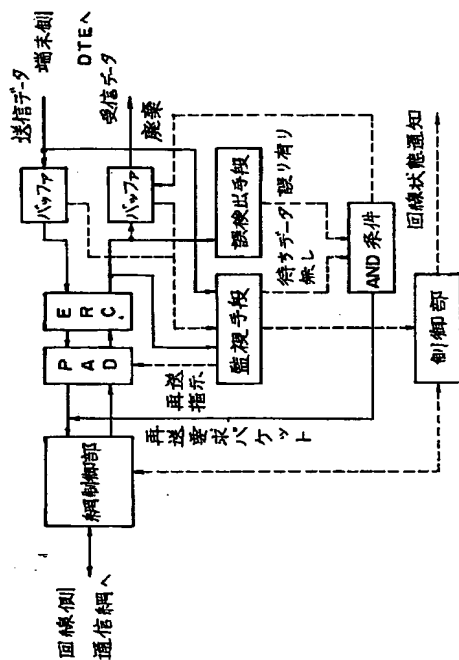 回線側
通信網へ
網制御部
PAD
ERC
バッファ
送信データ
端末側
DTEへ
受信データ
バッファ
廃棄
再送
指示
再送要求パケット
監視手段
誤検出手段
待ちデータ
無し
誤り有り
AND条件
制御部
回線状態通知